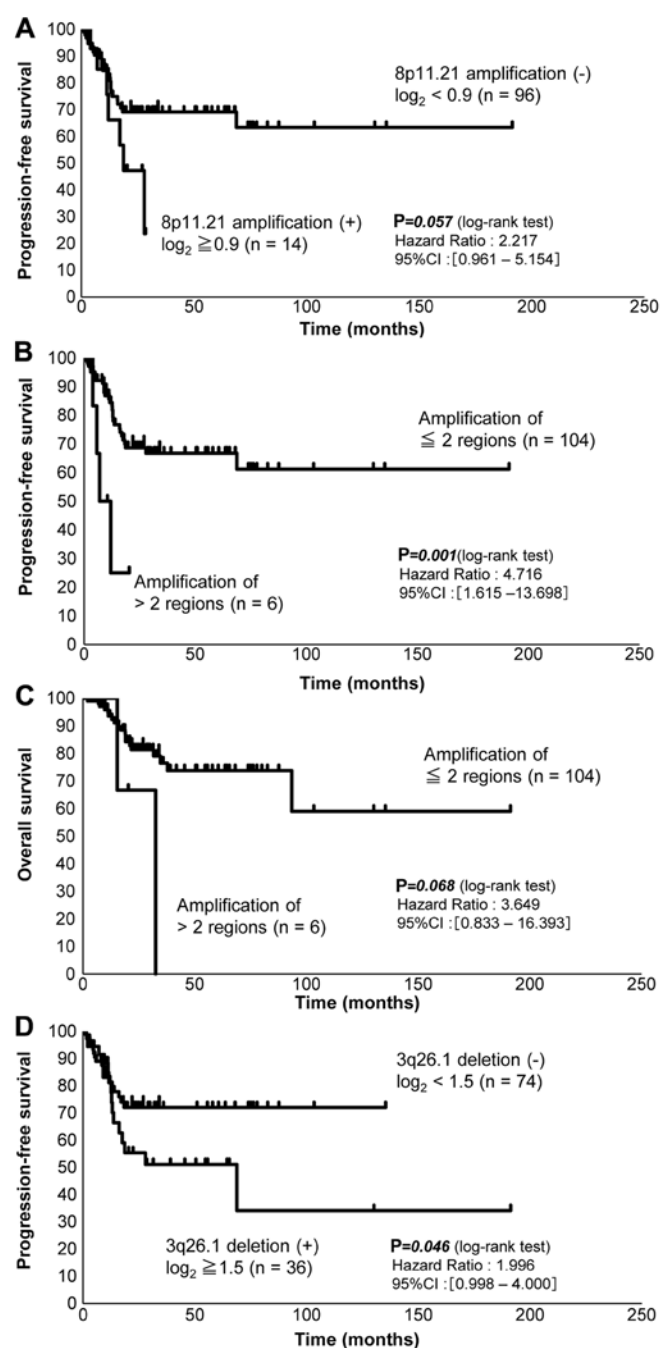 A
Progression-free survival
100
90
80
70
60
50
40
30
20
10
0
8p11.21 amplification (-)
log2 < 0.9 (n = 96)
8p11.21 amplification (+)
log2 ≧0.9 (n = 14)
P=0.057 (log-rank test)
Hazard Ratio : 2.217
95%CI :[0.961 – 5.154]
0 50 100 150 200 250
Time (months)
B
Progression-free survival
100
90
80
70
60
50
40
30
20
10
0
Amplification of
≦ 2 regions (n = 104)
Amplification of
> 2 regions (n = 6)
P=0.001(log-rank test)
Hazard Ratio : 4.716
95%CI :[1.615 –13.698]
0 50 100 150 200 250
Time (months)
C
Overall survival
100
90
80
70
60
50
40
30
20
10
0
Amplification of
≦ 2 regions (n = 104)
Amplification of
> 2 regions (n = 6)
P=0.068 (log-rank test)
Hazard Ratio : 3.649
95%CI :[0.833 – 16.393]
0 50 100 150 200 250
Time (months)
D
Progression-free survival
100
90
80
70
60
50
40
30
20
10
0
3q26.1 deletion (-)
log2 < 1.5 (n = 74)
3q26.1 deletion (+)
log2 ≧1.5 (n = 36)
P=0.046 (log-rank test)
Hazard Ratio : 1.996
95%CI :[0.998 – 4.000]
0 50 100 150 200 250
Time (months)